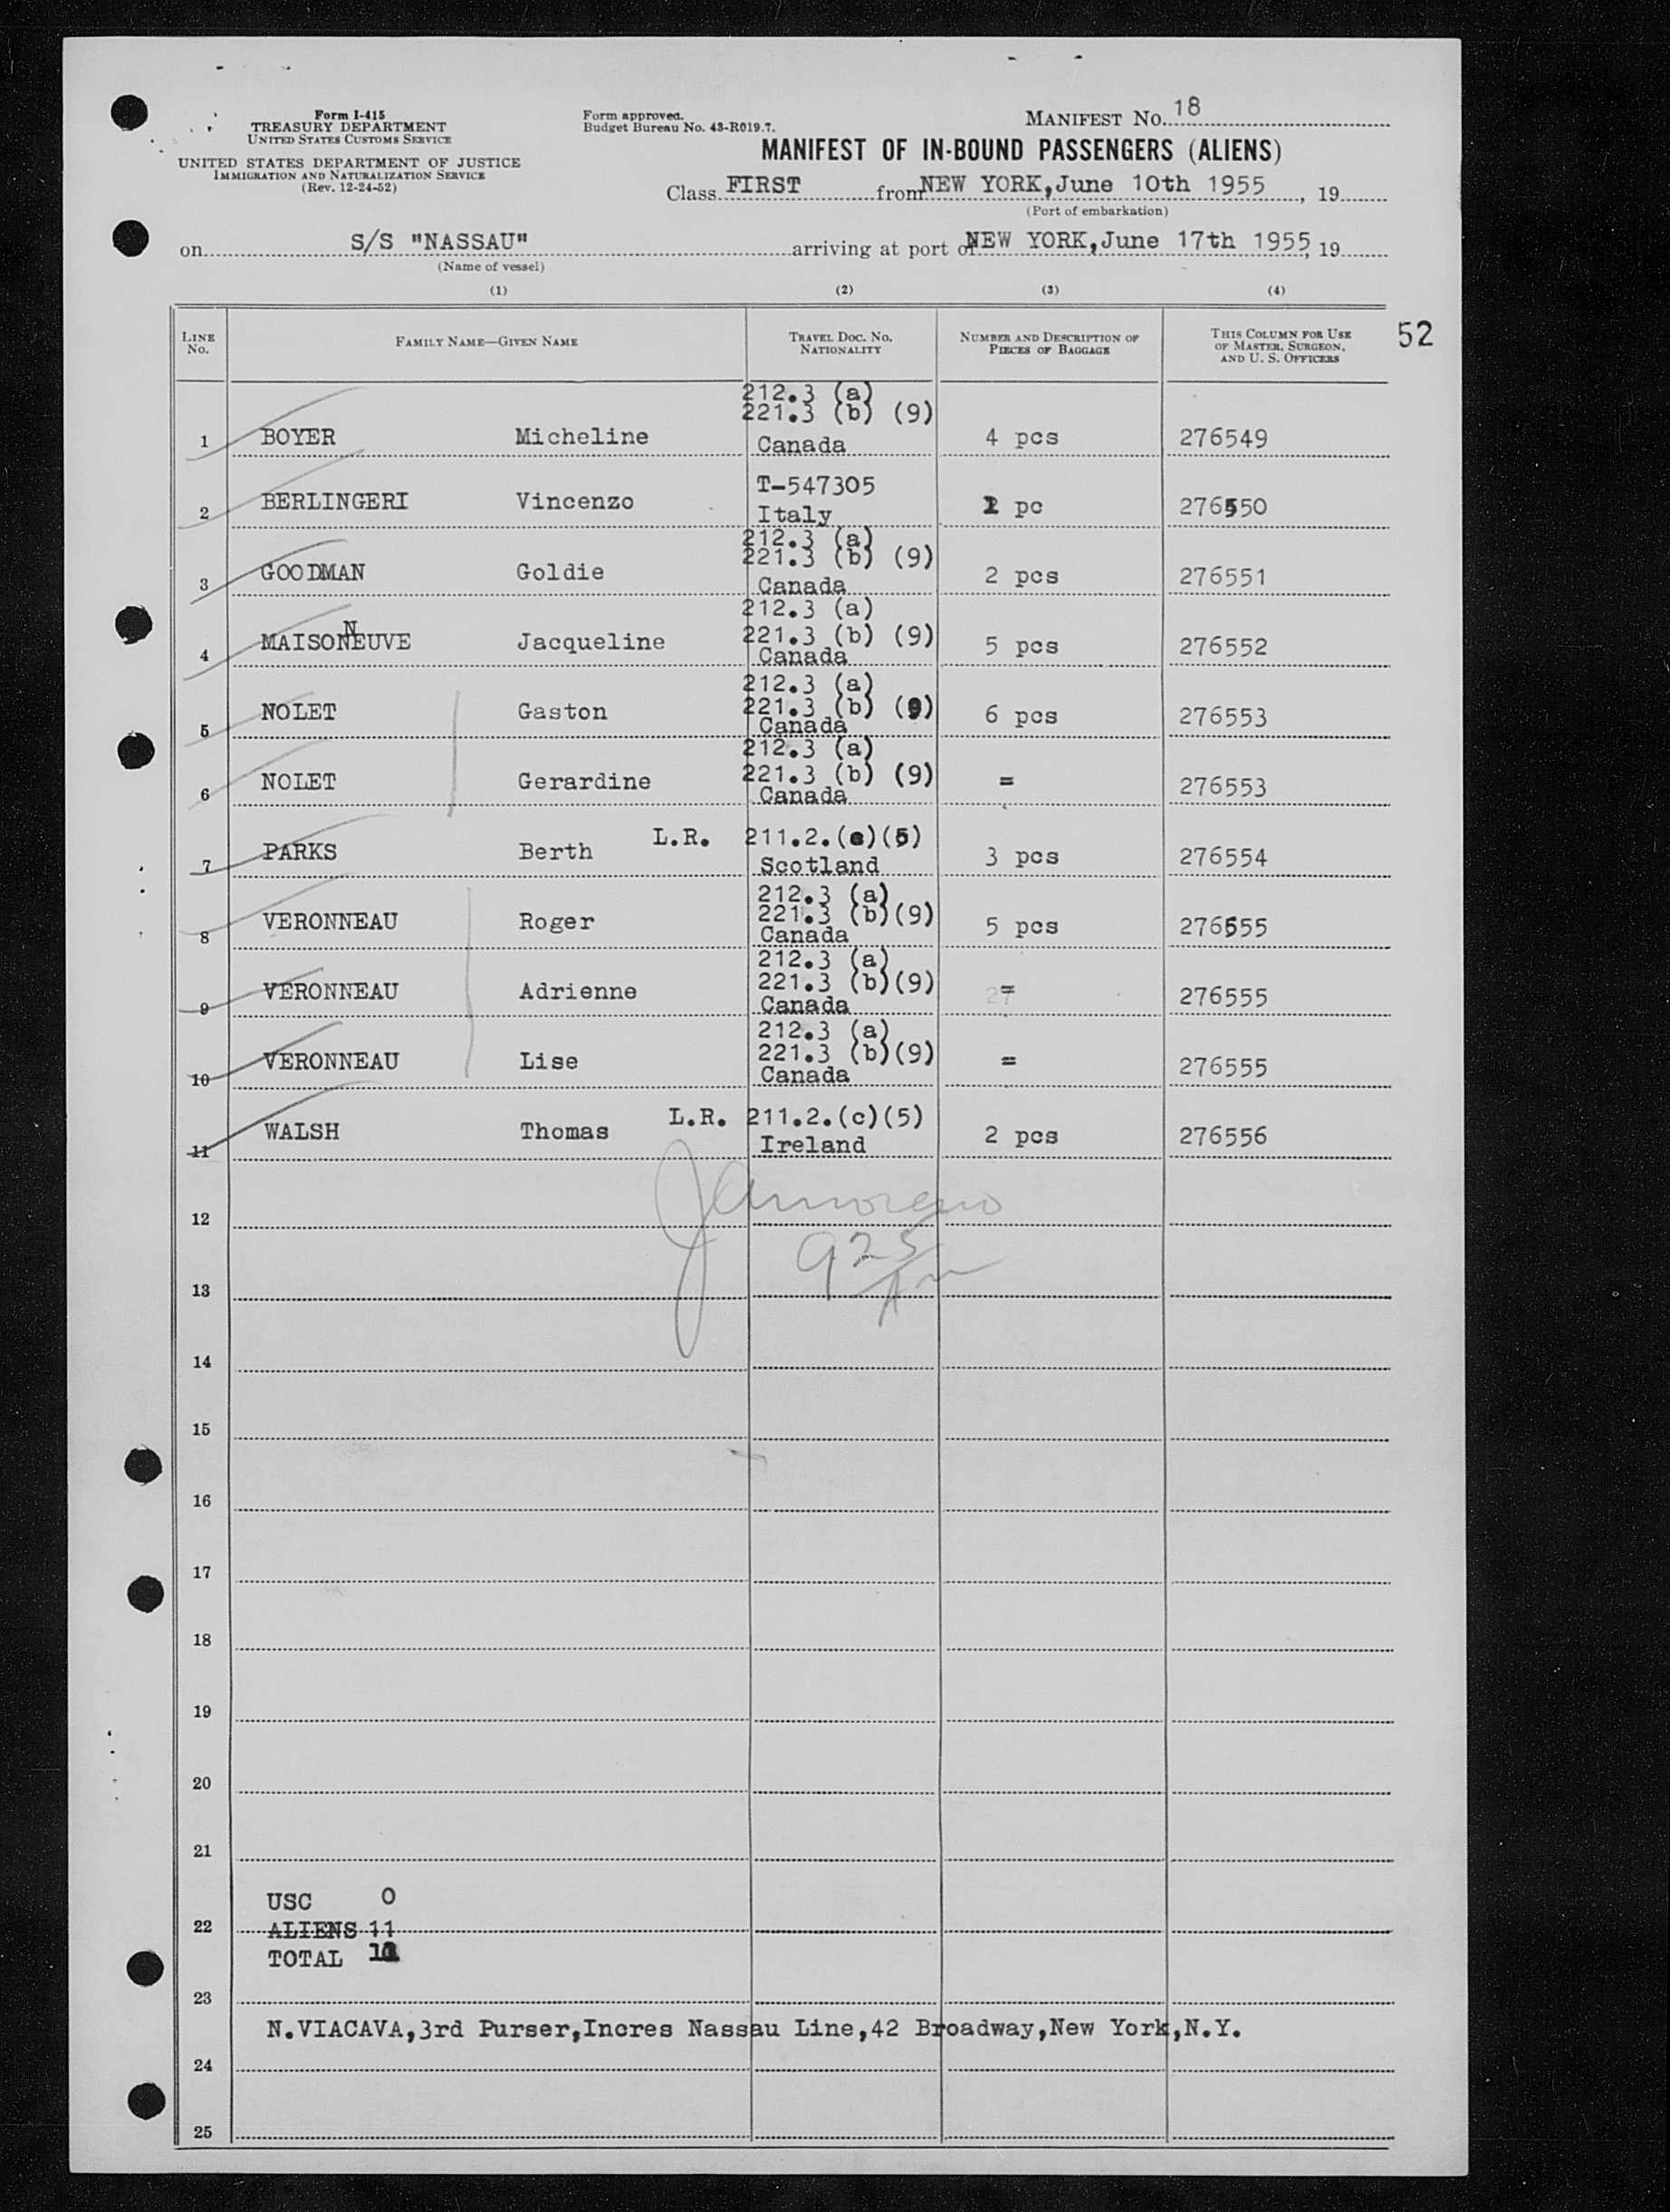 Form I-415
TREASURY DEPARTMENT
UNITED STATES CUSTOMS SERVICE
UNITED STATES DEPARTMENT OF JUSTICE
IMMIGRATION AND NATURALIZATION SERVICE
(Rev. 12-24-52)
Form approved.
Budget Bureau No. 43-R019.7.
MANIFEST No. 18
MANIFEST OF IN-BOUND PASSENGERS (ALIENS)
Class FIRST from NEW YORK,June 10th 1955, 19
(Port of embarkation)
on S/S "NASSAU" arriving at port of NEW YORK,June 17th 1955, 19
(Name of vessel)
(1) (2) (3) (4)
LINE No. FAMILY NAME—GIVEN NAME TRAVEL DOC. NO. NATIONALITY NUMBER AND DESCRIPTION OF PIECES OF BAGGAGE THIS COLUMN FOR USE OF MASTER, SURGEON, AND U. S. OFFICERS
52
212.3 (a)
221.3 (b) (9)
1 BOYER Micheline Canada 4 pcs 276549
T-547305
2 BERLINGERI Vincenzo Italy 1 pc 276550
212.3 (a)
221.3 (b) (9)
3 GOODMAN Goldie Canada 2 pcs 276551
212.3 (a)
221.3 (b) (9)
4 MAISONNEUVE Jacqueline Canada 5 pcs 276552
212.3 (a)
221.3 (b) (9)
5 NOLET Gaston Canada 6 pcs 276553
212.3 (a)
221.3 (b) (9)
6 NOLET Gerardine Canada = 276553
L.R. 211.2.(c)(5)
7 PARKS Berth Scotland 3 pcs 276554
212.3 (a)
221.3 (b)(9)
8 VERONNEAU Roger Canada 5 pcs 276555
212.3 (a)
221.3 (b)(9)
9 VERONNEAU Adrienne Canada = 276555
212.3 (a)
221.3 (b)(9)
10 VERONNEAU Lise Canada = 276555
L.R. 211.2.(c)(5)
11 WALSH Thomas Ireland 2 pcs 276556
12
925
Am
13
14
15
16
17
18
19
20
21
USC 0
22 ALIENS 11
TOTAL 11
23
N.VIACAVA,3rd Purser,Incres Nassau Line,42 Broadway,New York,N.Y.
24
25